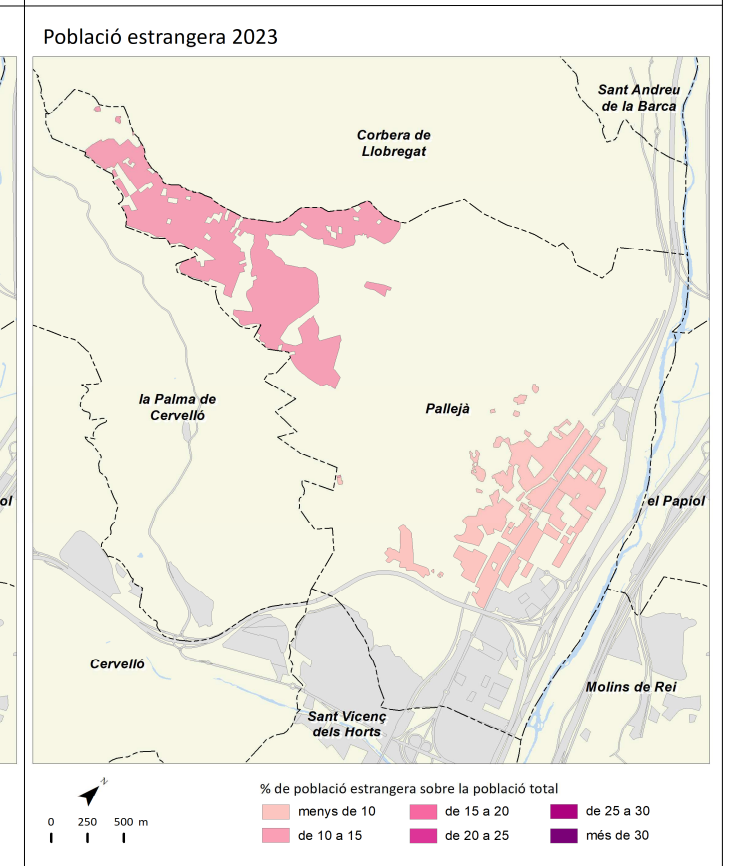 Població estrangera 2023
Sant Andreu
de la Barca
Corbera de
Llobregat
la Palma de
Cervelló
Pallejà
ol
el Papiol
Cervelló
Molins de Rei
Sant Vicenç
dels Horts
N
0 250 500 m
% de població estrangera sobre la població total
menys de 10
de 15 a 20
de 25 a 30
de 10 a 15
de 20 a 25
més de 30